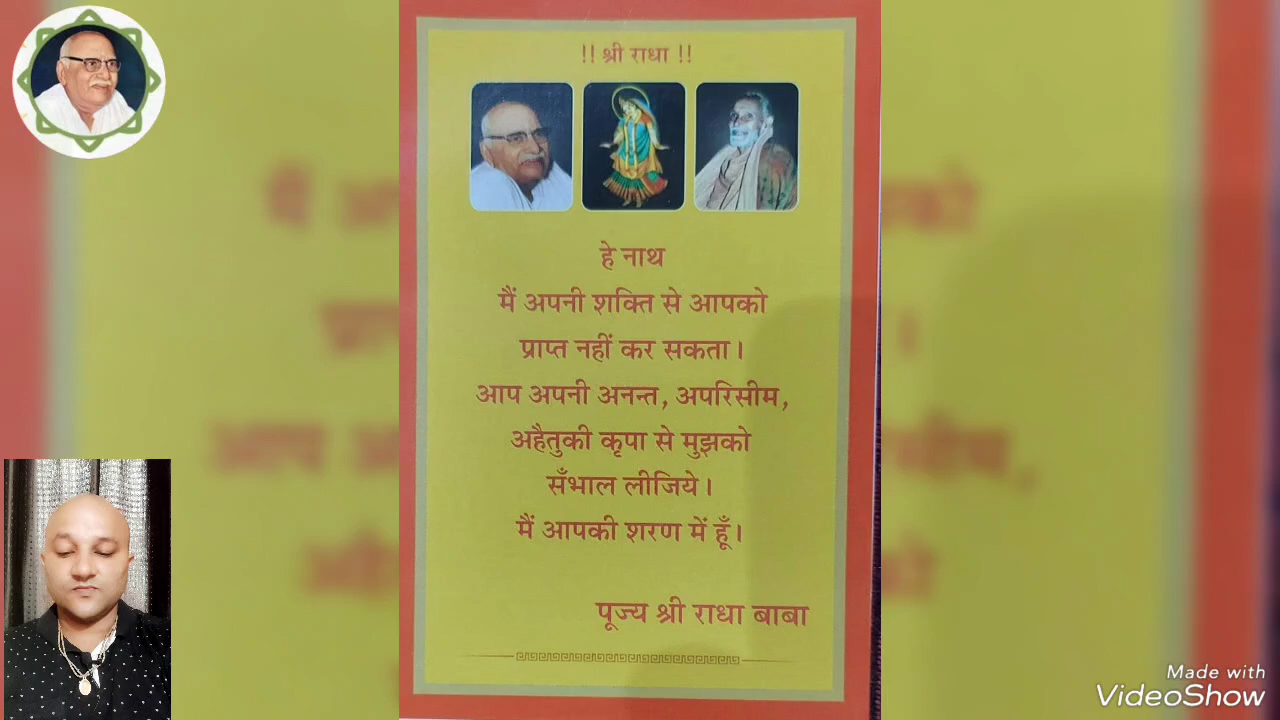 !! श्री राधा !!
हे नाथ
मैं अपनी शक्ति से आपको
प्राप्त नहीं कर सकता।
आप अपनी अनन्त, अपरिसीम,
अहैतुकी कृपा से मुझको
सँभाल लीजिये।
मैं आपकी शरण में हूँ।
पूज्य श्री राधा बाबा
Made with
VideoShow